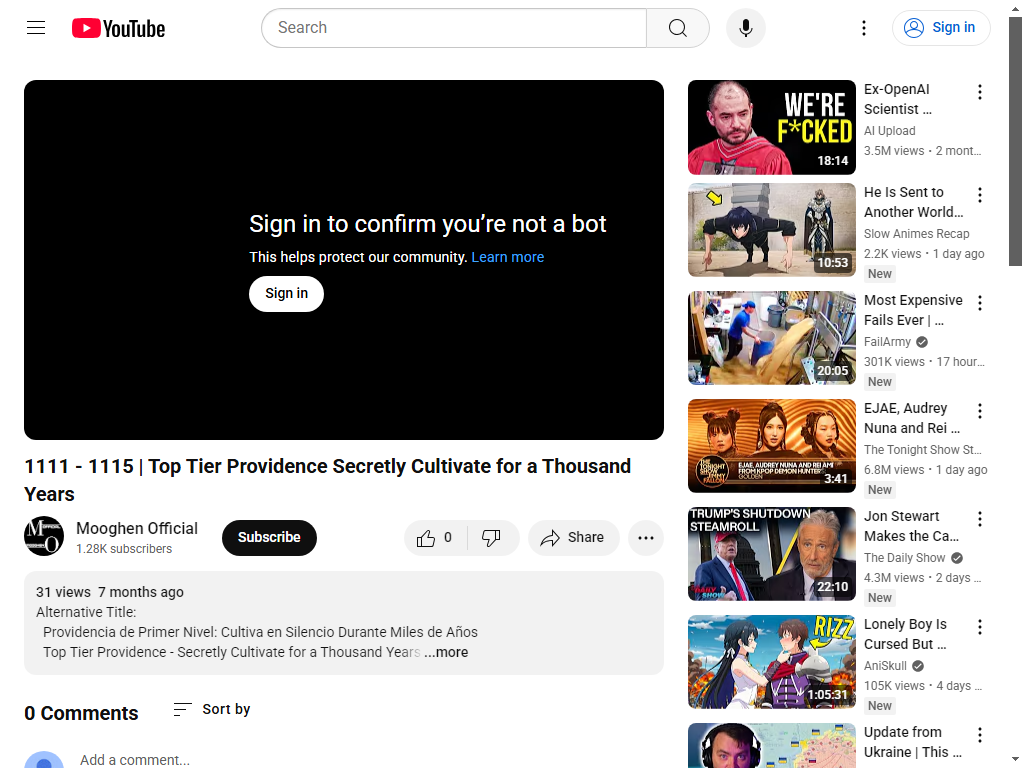 YouTube
Search
Sign in
Sign in to confirm you’re not a bot
This helps protect our community. Learn more
Sign in
1111 - 1115 | Top Tier Providence Secretly Cultivate for a Thousand
Years
Mooghen Official
1.28K subscribers
Subscribe
0
Share
31 views 7 months ago
Alternative Title:
Providencia de Primer Nivel: Cultiva en Silencio Durante Miles de Años
Top Tier Providence - Secretly Cultivate for a Thousand Years ...more
0 Comments
Sort by
Add a comment...
WE'RE
F*CKED
18:14
Ex-OpenAI
Scientist ...
AI Upload
3.5M views • 2 mont...
10:53
He Is Sent to
Another World...
Slow Animes Recap
2.2K views • 1 day ago
New
20:05
Most Expensive
Fails Ever | ...
FailArmy
301K views • 17 hour...
New
THE
TONIGHT
SHOW
JIMMY
FALLON
EJAE, AUDREY NUNA AND REI AMI
FROM KPOP DEMON HUNTERS
GOLDEN
3:41
EJAE, Audrey
Nuna and Rei ...
The Tonight Show St...
6.8M views • 1 day ago
New
TRUMP'S SHUTDOWN
STEAMROLL
22:10
Jon Stewart
Makes the Ca...
The Daily Show
4.3M views • 2 days ...
New
RIZZ
1:05:31
Lonely Boy Is
Cursed But ...
AniSkull
105K views • 4 days ...
New
Update from
Ukraine | This ...